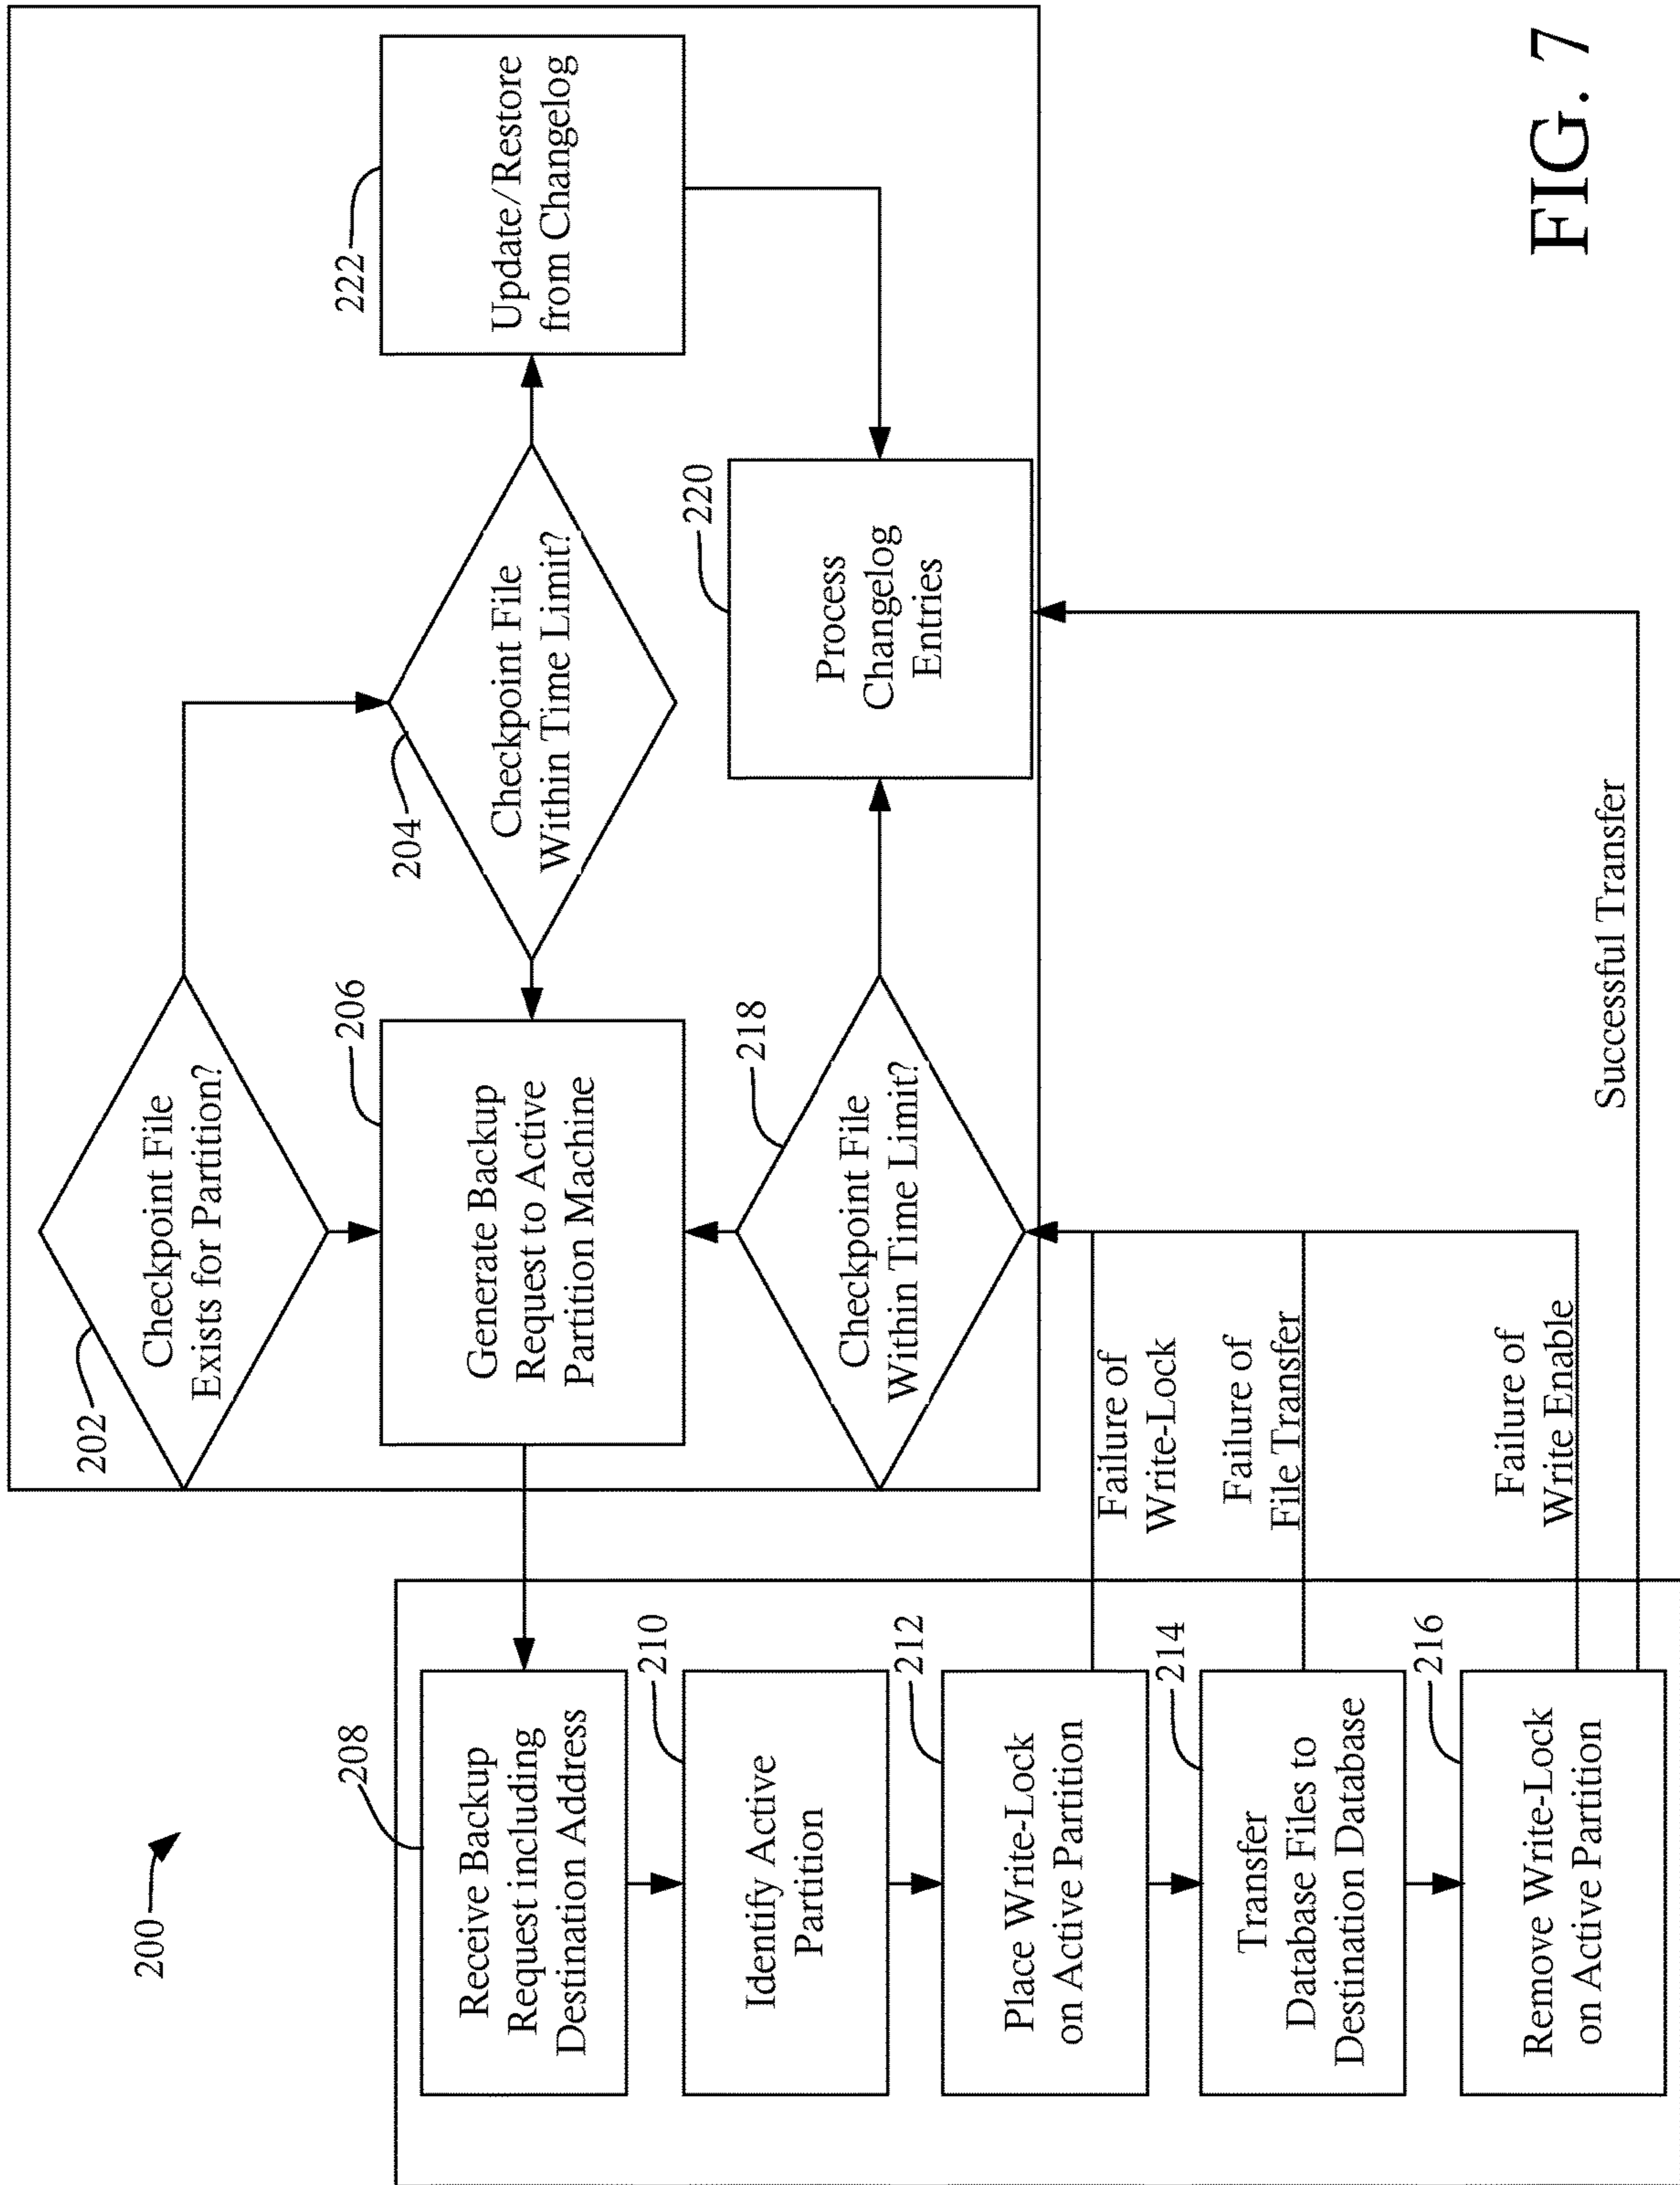 200
208
Receive Backup
Request including
Destination Address
210
Identify Active
Partition
212
Place Write-Lock
on Active Partition
214
Transfer
Database Files to
Destination Database
216
Remove Write-Lock
on Active Partition
202
Checkpoint File
Exists for Partition?
206
Generate Backup
Request to Active
Partition Machine
218
Checkpoint File
Within Time Limit?
Failure of
Write-Lock
Failure of
File Transfer
Failure of
Write Enable
204
Checkpoint File
Within Time Limit?
220
Process
Changelog
Entries
Successful Transfer
222
Update/Restore
from Changelog
FIG. 7